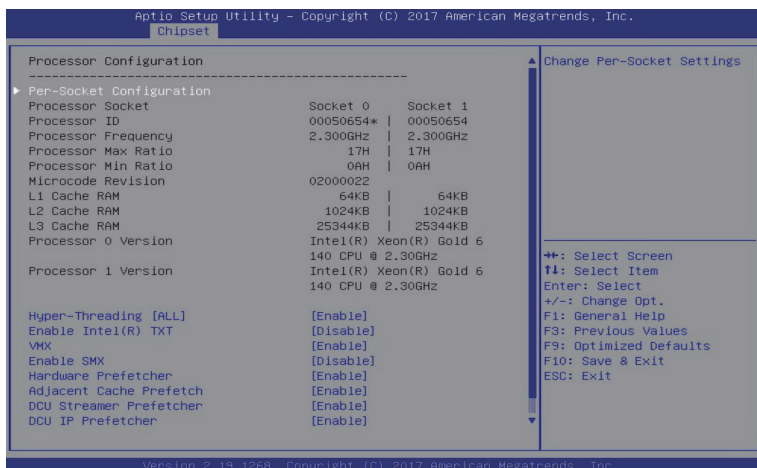 Aptio Setup Utility – Copyright (C) 2017 American Megatrends, Inc.
Chipset
Processor Configuration
--------------------------------------------------
Per-Socket Configuration
Processor Socket Socket 0 Socket 1
Processor ID 00050654* | 00050654
Processor Frequency 2.300GHz | 2.300GHz
Processor Max Ratio 17H | 17H
Processor Min Ratio 0AH | 0AH
Microcode Revision 02000022
L1 Cache RAM 64KB | 64KB
L2 Cache RAM 1024KB | 1024KB
L3 Cache RAM 25344KB | 25344KB
Processor 0 Version Intel(R) Xeon(R) Gold 6
140 CPU @ 2.30GHz
Processor 1 Version Intel(R) Xeon(R) Gold 6
140 CPU @ 2.30GHz
Hyper-Threading [ALL] [Enable]
Enable Intel(R) TXT [Disable]
VMX [Enable]
Enable SMX [Disable]
Hardware Prefetcher [Enable]
Adjacent Cache Prefetch [Enable]
DCU Streamer Prefetcher [Enable]
DCU IP Prefetcher [Enable]
Change Per-Socket Settings
→←: Select Screen
↑↓: Select Item
Enter: Select
+/-: Change Opt.
F1: General Help
F3: Previous Values
F9: Optimized Defaults
F10: Save & Exit
ESC: Exit
Version 2.19.1268. Copyright (C) 2017 American Megatrends, Inc.